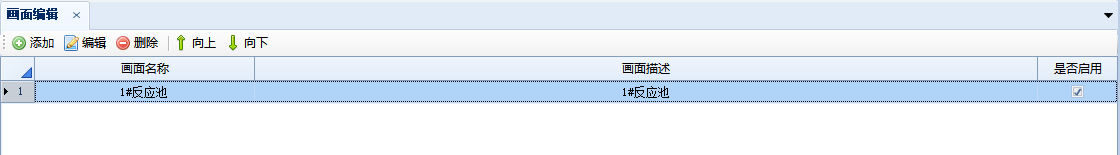 画面编辑 ×
添加 编辑 删除 向上 向下
画面名称 画面描述 是否启用
1 1#反应池 1#反应池